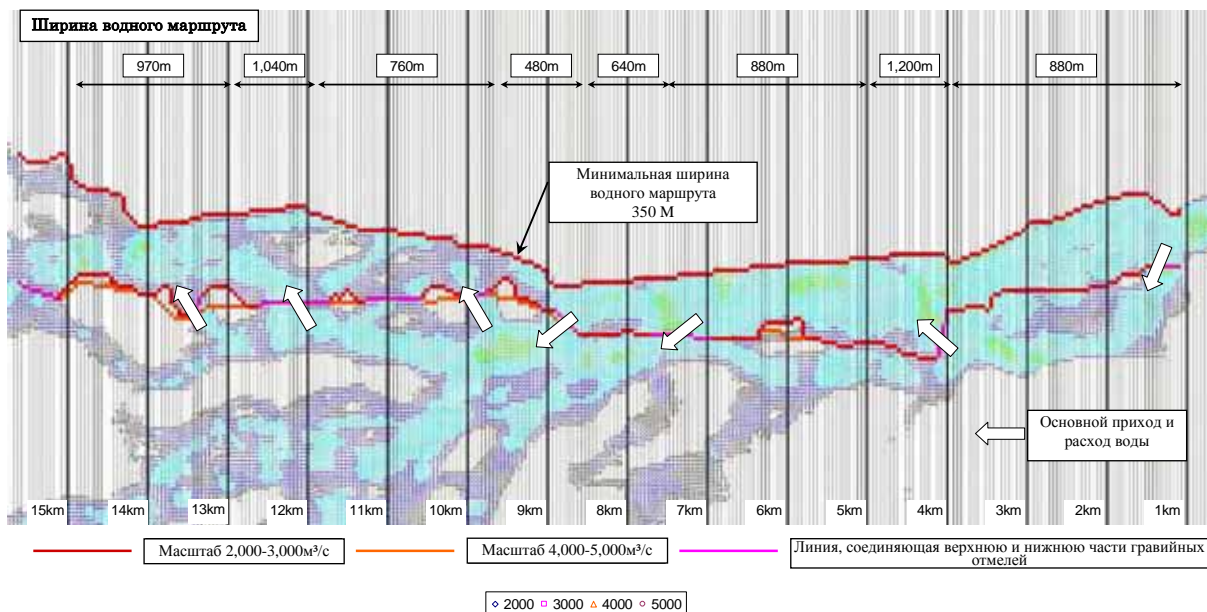 Ширина водного маршрута
970m
1,040m
760m
480m
640m
880m
1,200m
880m
Минимальная ширина
водного маршрута
350 М
Основной приход и
расход воды
15km
14km
13km
12km
11km
10km
9km
8km
7km
6km
5km
4km
3km
2km
1km
Масштаб 2,000-3,000м³/с
Масштаб 4,000-5,000м³/с
Линия, соединяющая верхнюю и нижнюю части гравийных
отмелей
2000 3000 4000 5000